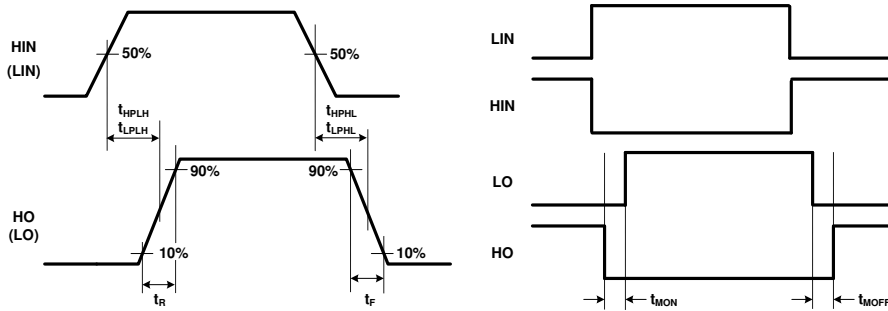 HIN
(LIN)
50%
50%
tHPLH
tLPLH
tHPHL
tLPHL
HO
(LO)
90%
90%
10%
10%
tR
tF
LIN
HIN
LO
HO
tMON
tMOFF